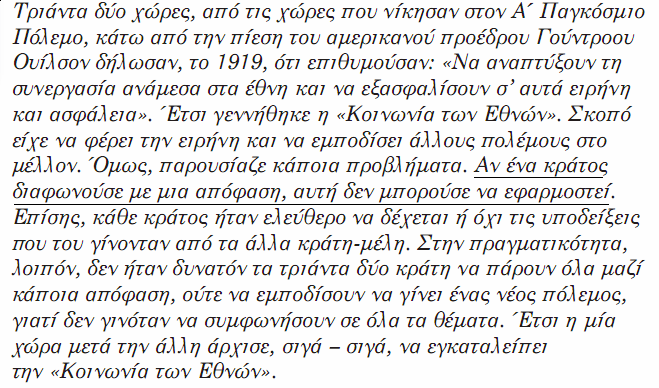 Τριάντα δύο χώρες, από τις χώρες που νίκησαν στον Α΄ Παγκόσμιο
Πόλεμο, κάτω από την πίεση του αμερικανού προέδρου Γούντροου
Ουίλσον δήλωσαν, το 1919, ότι επιθυμούσαν: «Να αναπτύξουν τη
συνεργασία ανάμεσα στα έθνη και να εξασφαλίσουν σ’ αυτά ειρήνη
και ασφάλεια». Έτσι γεννήθηκε η «Κοινωνία των Εθνών». Σκοπό
είχε να φέρει την ειρήνη και να εμποδίσει άλλους πολέμους στο
μέλλον. Όμως, παρουσίαζε κάποια προβλήματα. Αν ένα κράτος
διαφωνούσε με μια απόφαση, αυτή δεν μπορούσε να εφαρμοστεί.
Επίσης, κάθε κράτος ήταν ελεύθερο να δέχεται ή όχι τις υποδείξεις
που του γίνονταν από τα άλλα κράτη-μέλη. Στην πραγματικότητα,
λοιπόν, δεν ήταν δυνατόν τα τριάντα δύο κράτη να πάρουν όλα μαζί
κάποια απόφαση, ούτε να εμποδίσουν να γίνει ένας νέος πόλεμος,
γιατί δεν γινόταν να συμφωνήσουν σε όλα τα θέματα. Έτσι η μία
χώρα μετά την άλλη άρχισε, σιγά – σιγά, να εγκαταλείπει
την «Κοινωνία των Εθνών».